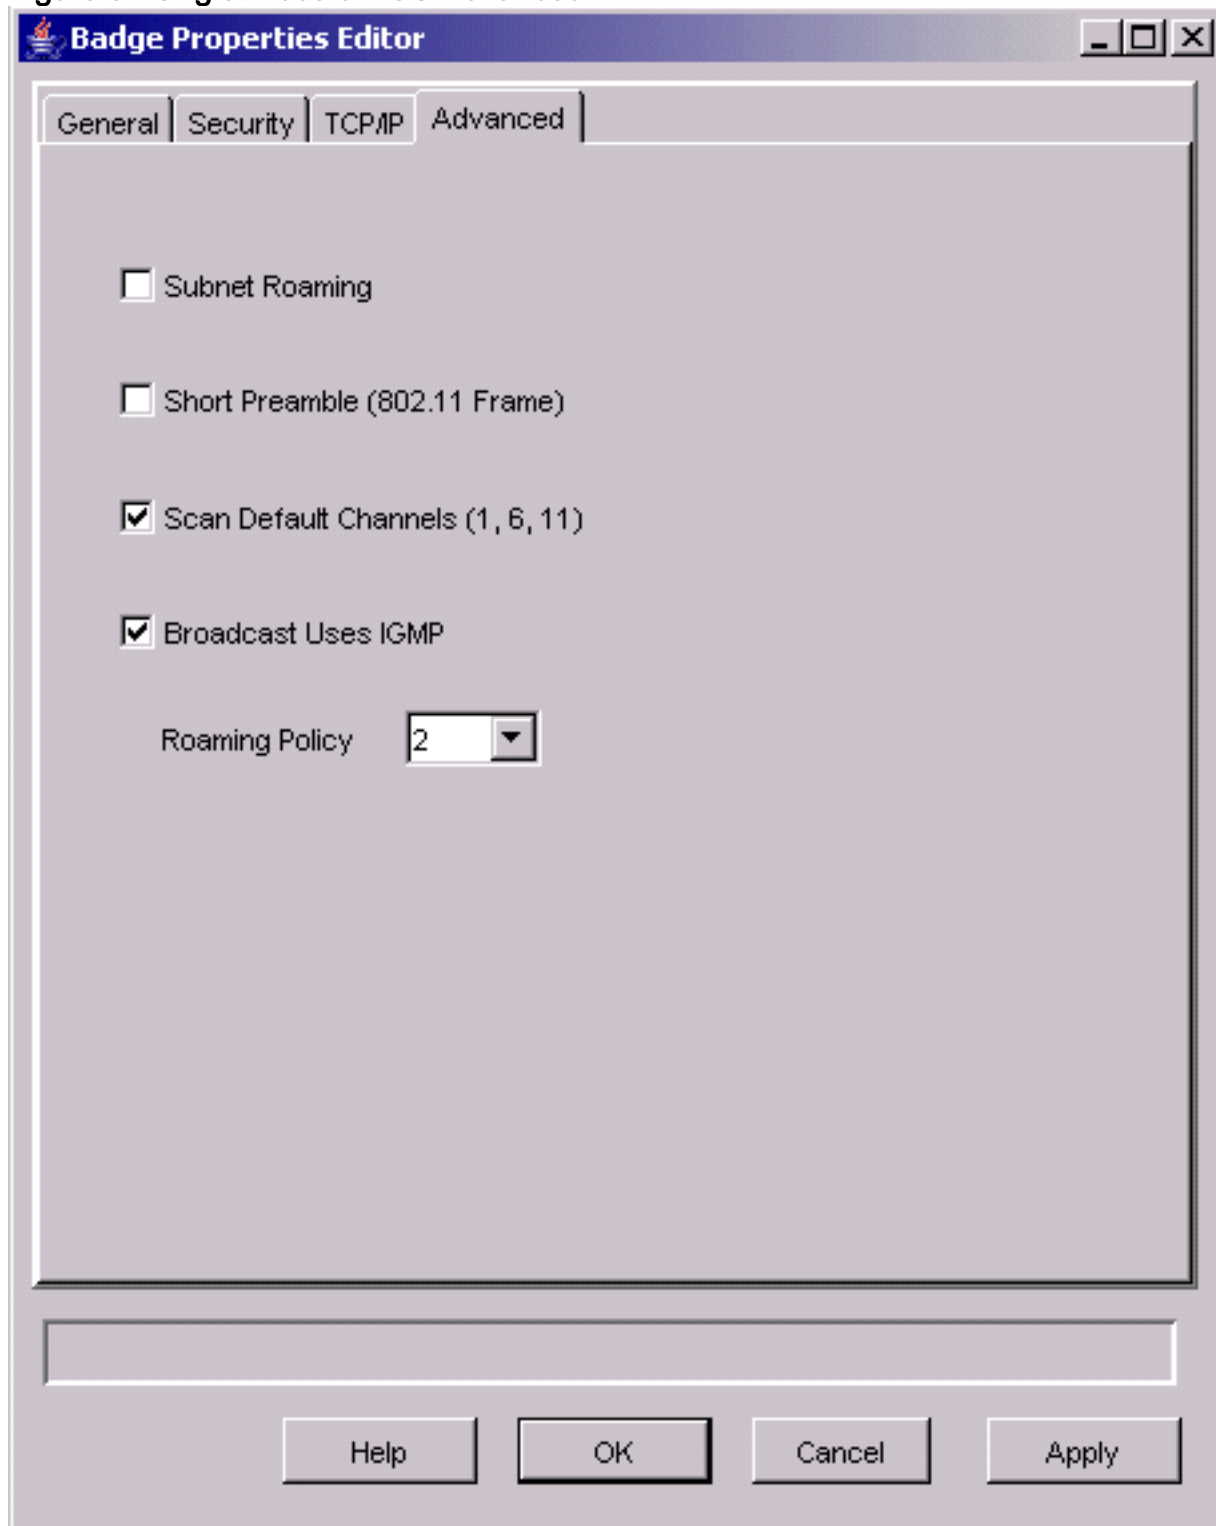 Badge Properties Editor
General Security TCP/IP Advanced
Subnet Roaming
Short Preamble (802.11 Frame)
Scan Default Channels (1, 6, 11)
Broadcast Uses IGMP
Roaming Policy 2
Help OK Cancel Apply